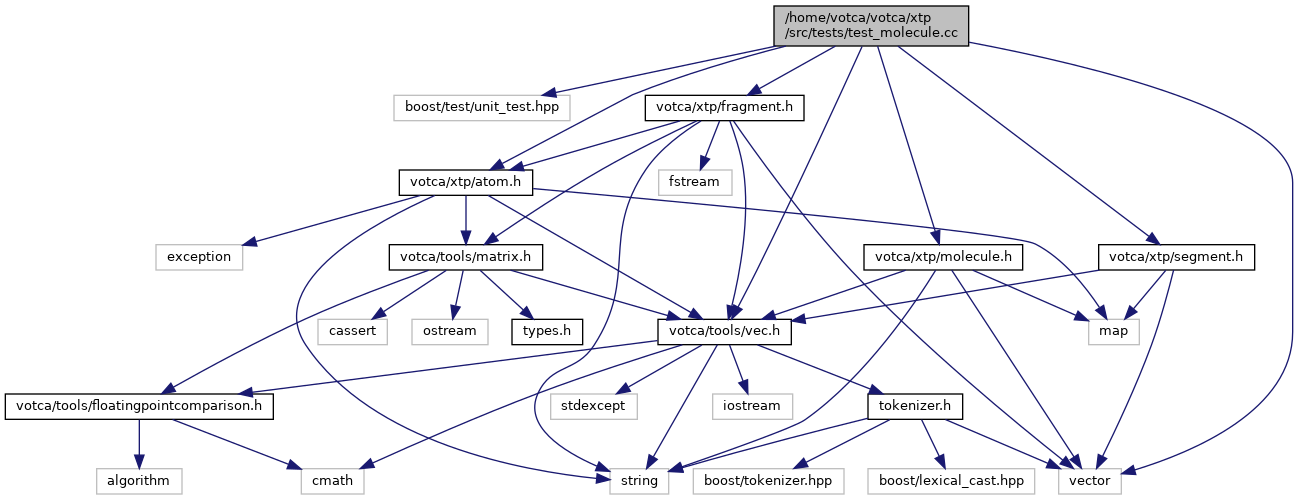 /home/votca/votca/xtp
/src/tests/test_molecule.cc
boost/test/unit_test.hpp
votca/xtp/fragment.h
votca/xtp/atom.h
fstream
exception
votca/tools/matrix.h
votca/xtp/molecule.h
votca/xtp/segment.h
cassert
ostream
types.h
votca/tools/vec.h
map
votca/tools/floatingpointcomparison.h
stdexcept
iostream
tokenizer.h
algorithm
cmath
string
boost/tokenizer.hpp
boost/lexical_cast.hpp
vector